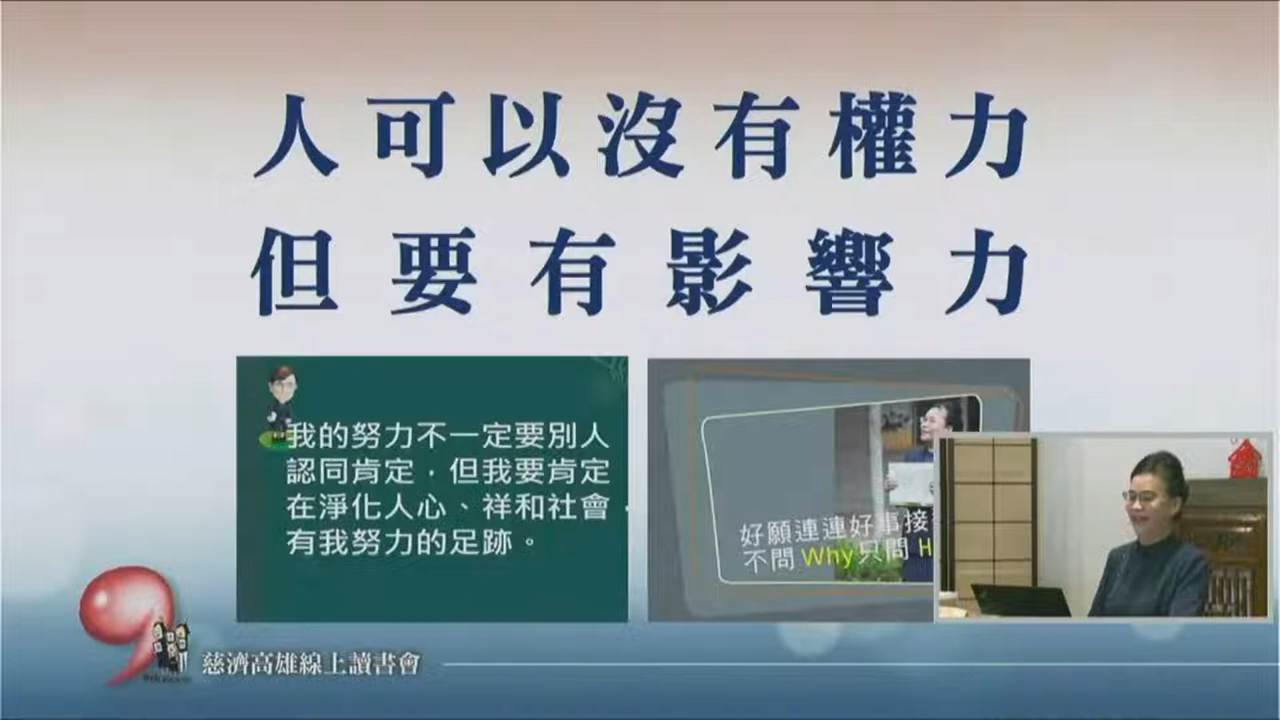 人可以沒有權力
但要有影響力
我的努力不一定要別人
認同肯定，但我要肯定
在淨化人心、祥和社會，
有我努力的足跡。
好願連連好事接
不問 Why 只問 H
慈濟高雄線上讀書會